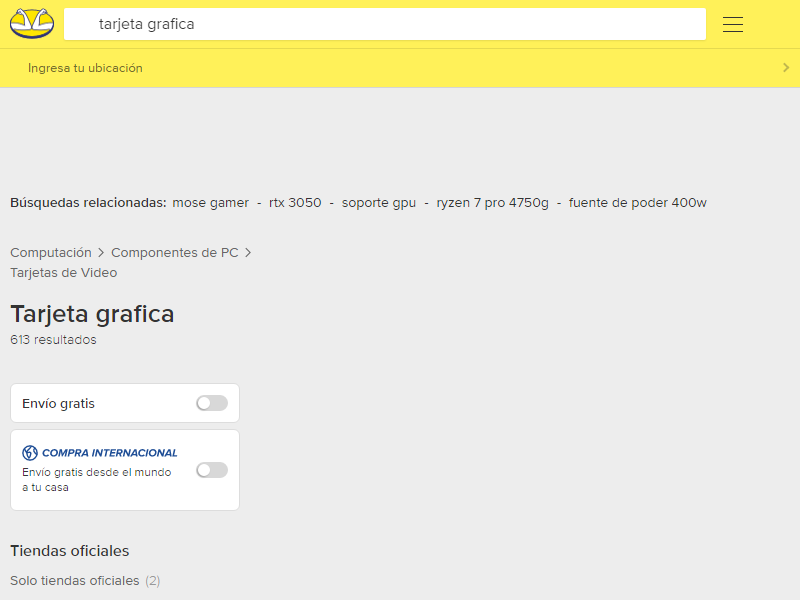 tarjeta grafica
Ingresa tu ubicación
Búsquedas relacionadas: mose gamer - rtx 3050 - soporte gpu - ryzen 7 pro 4750g - fuente de poder 400w
Computación > Componentes de PC >
Tarjetas de Video
Tarjeta grafica
613 resultados
Envío gratis
COMPRA INTERNACIONAL
Envío gratis desde el mundo
a tu casa
Tiendas oficiales
Solo tiendas oficiales (2)